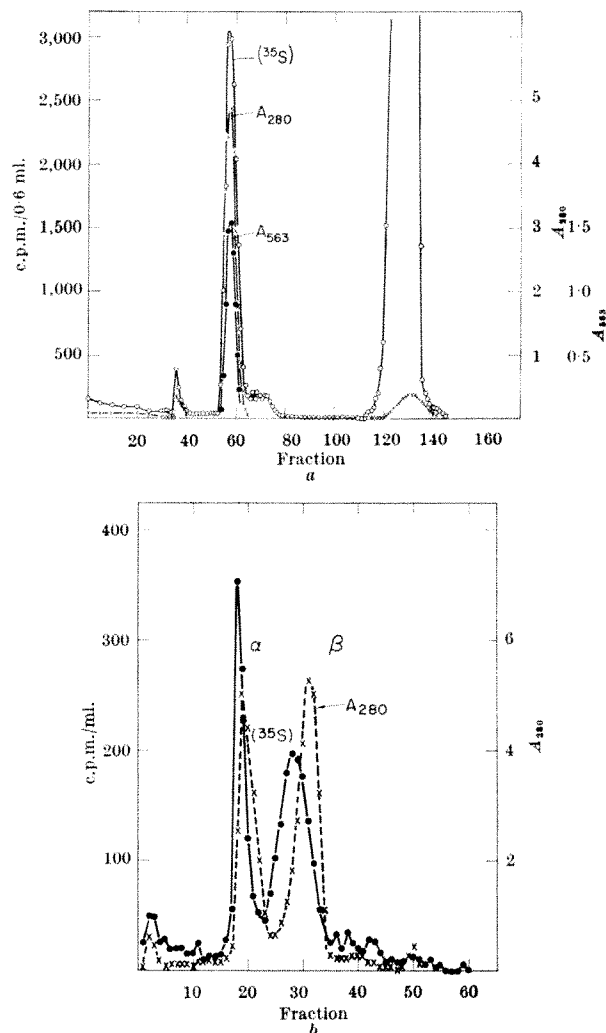 3,000
2,500
2,000
1,500
1,000
500
c.p.m./0·6 ml.
(35S)
A280
A563
5
4
3
2
1
1·5
1·0
0·5
A280
A563
20 40 60 80 100 120 140 160
Fraction
a
400
300
200
100
c.p.m./ml.
α
β
(35S)
A280
6
4
2
A280
10 20 30 40 50 60
Fraction
b